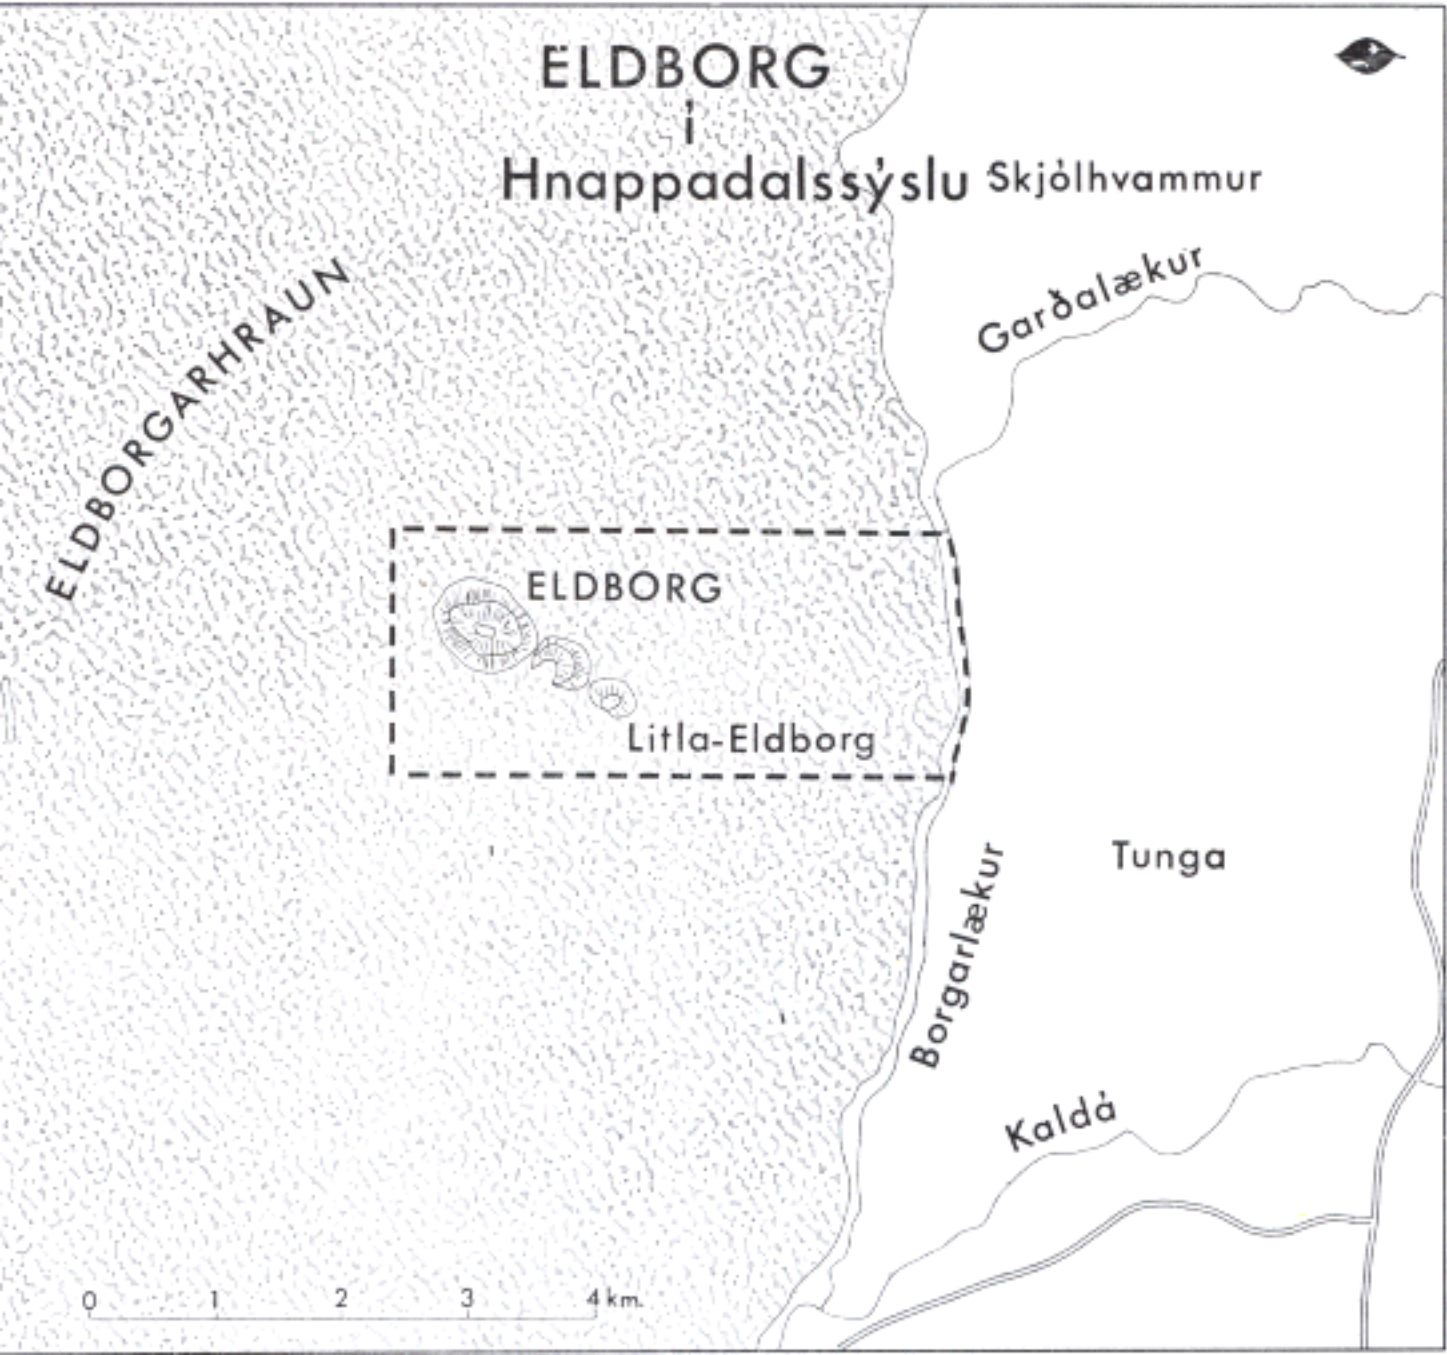 ELDBORG
í
Hnappadalssýslu
Skjólhvammur
Garðalækur
ELDBORGARHRAUN
ELDBORG
Litla-Eldborg
Tunga
Borgarlækur
Kaldá
0 1 2 3 4 km.